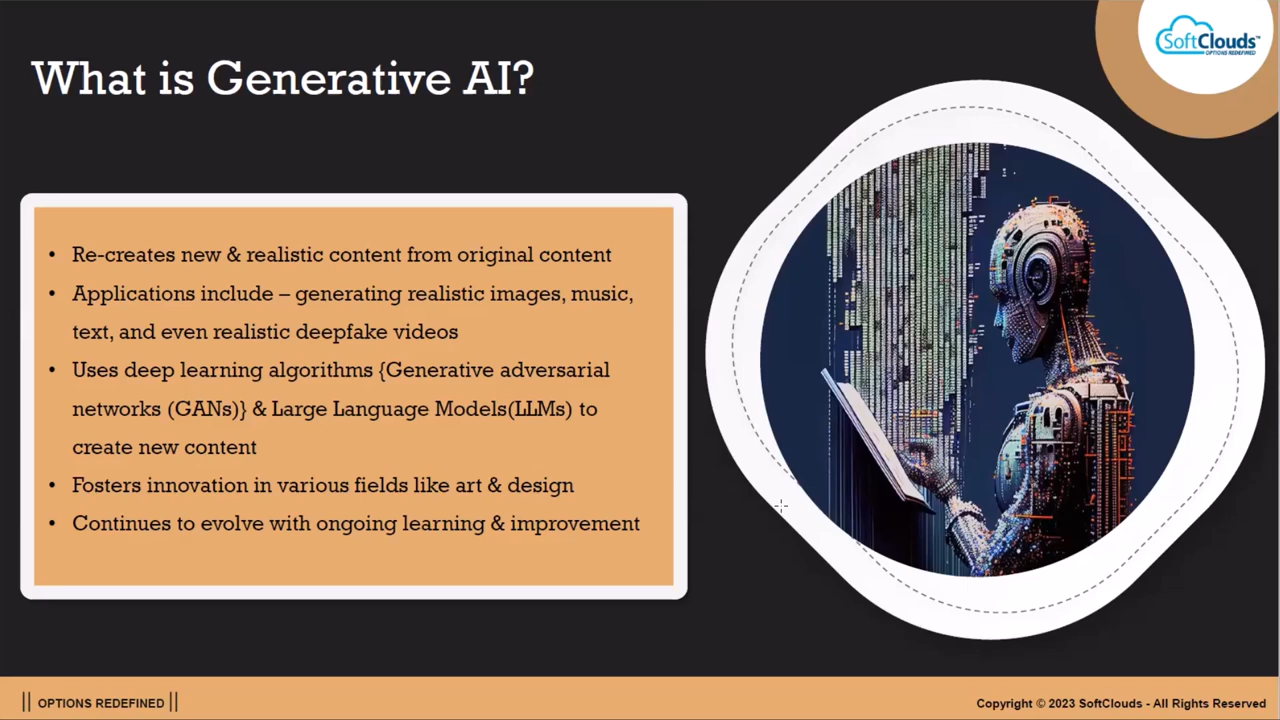 SoftClouds™
OPTIONS REDEFINED
What is Generative AI?
• Re-creates new & realistic content from original content
• Applications include – generating realistic images, music,
text, and even realistic deepfake videos
• Uses deep learning algorithms {Generative adversarial
networks (GANs)} & Large Language Models(LLMs) to
create new content
• Fosters innovation in various fields like art & design
• Continues to evolve with ongoing learning & improvement
|| OPTIONS REDEFINED ||
Copyright © 2023 SoftClouds - All Rights Reserved